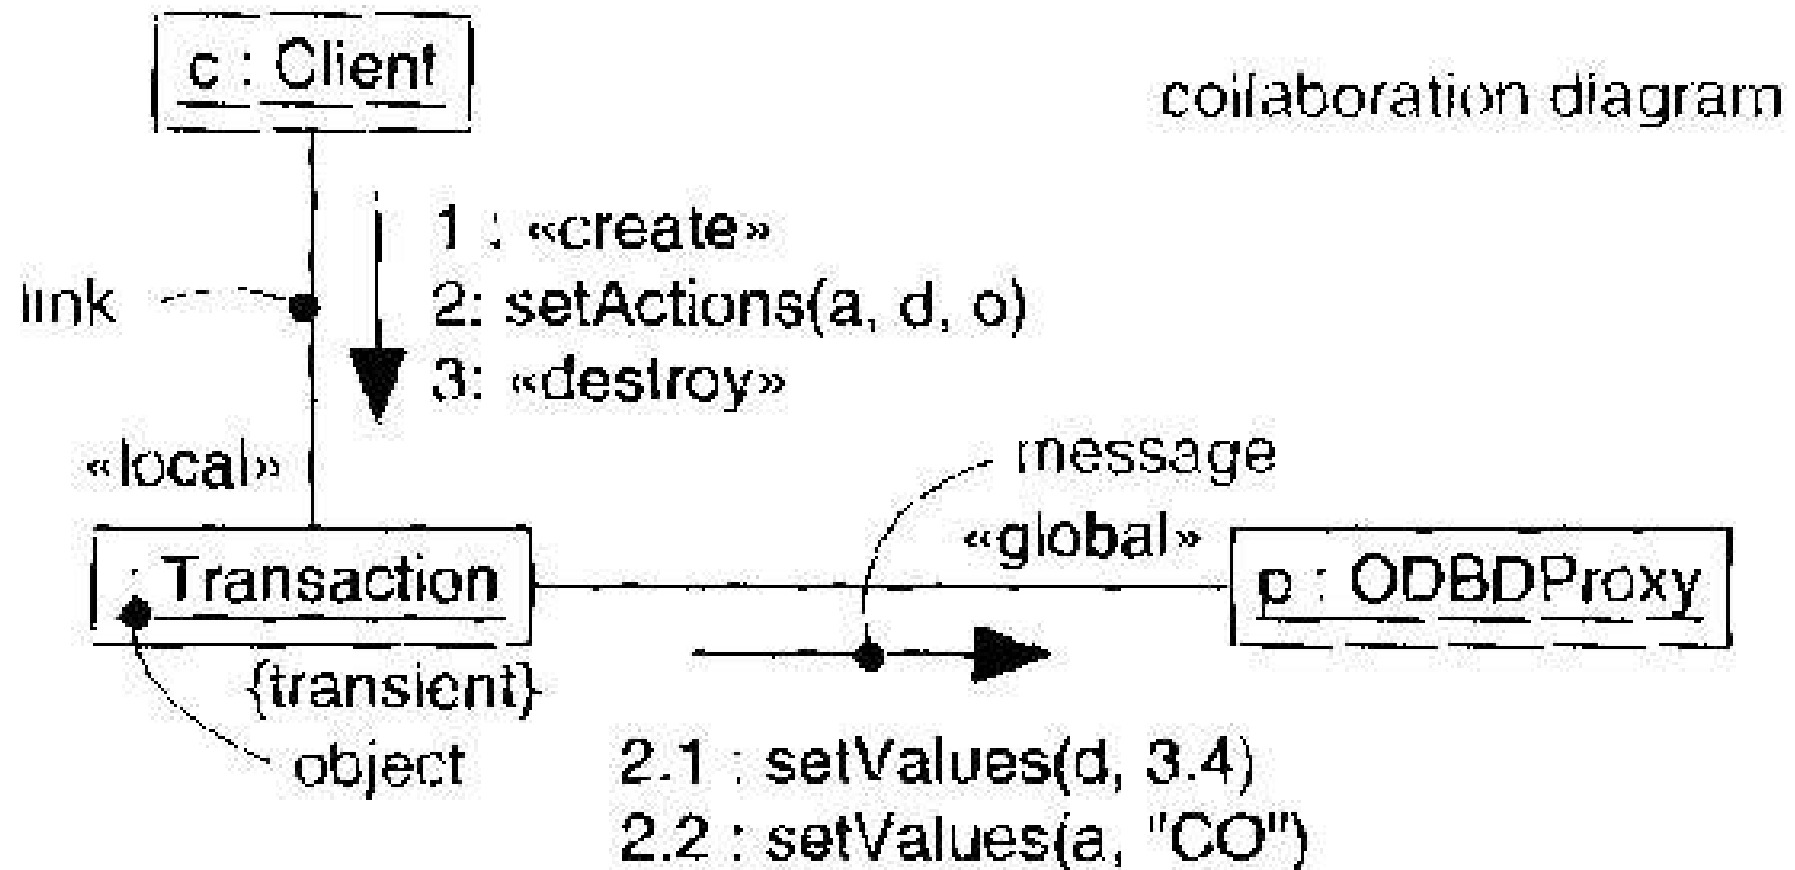 c : Client
collaboration diagram
1 : «create»
link
2: setActions(a, d, o)
3: «destroy»
«local»
message
«global»
: Transaction
p : ODBDProxy
{transient}
object
2.1 : setValues(d, 3.4)
2.2 : setValues(a, "CO")